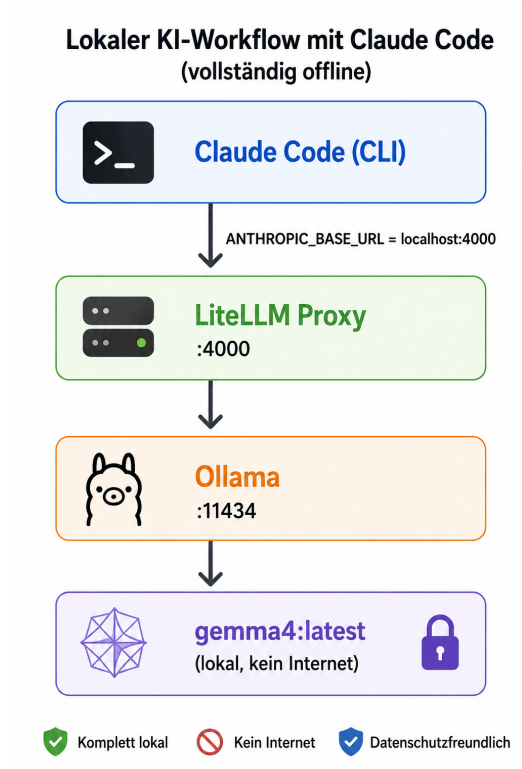 Lokaler KI-Workflow mit Claude Code
(vollständig offline)
>_
Claude Code (CLI)
ANTHROPIC_BASE_URL = localhost:4000
LiteLLM Proxy
:4000
Ollama
:11434
gemma4:latest
(lokal, kein Internet)
Komplett lokal
Kein Internet
Datenschutzfreundlich